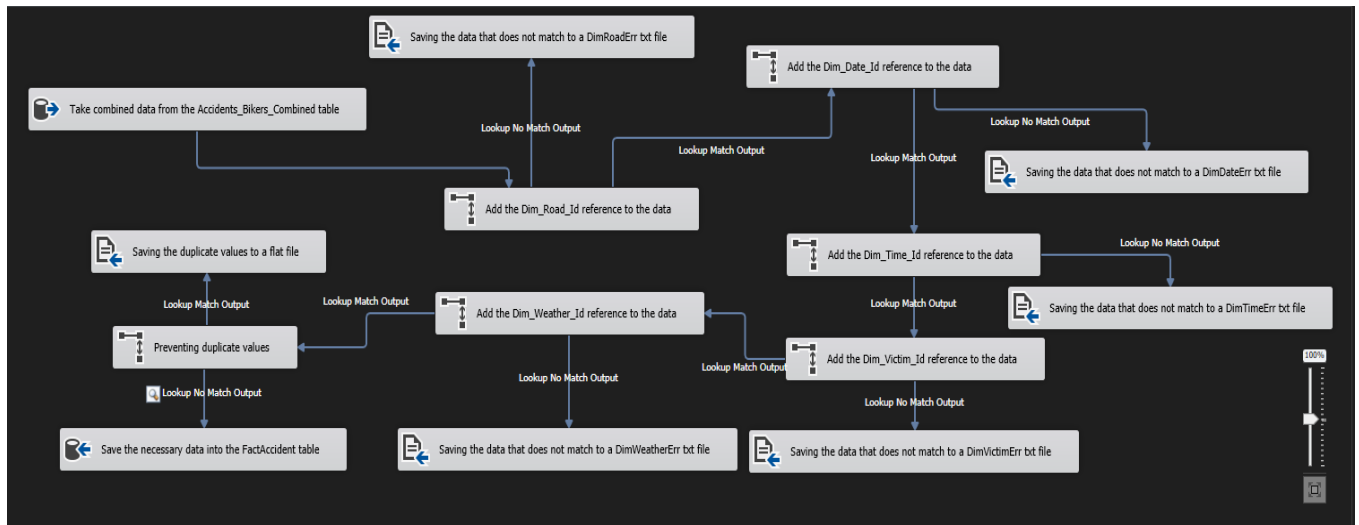 Saving the data that does not match to a DimRoadErr txt file
Add the Dim_Date_Id reference to the data
Take combined data from the Accidents_Bikers_Combined table
Lookup No Match Output
Lookup No Match Output
Lookup Match Output
Lookup Match Output
Saving the data that does not match to a DimDateErr txt file
Add the Dim_Road_Id reference to the data
Saving the duplicate values to a flat file
Lookup No Match Output
Add the Dim_Time_Id reference to the data
Lookup Match Output
Lookup Match Output
Lookup Match Output
Saving the data that does not match to a DimTimeErr txt file
Add the Dim_Weather_Id reference to the data
Preventing duplicate values
Add the Dim_Victim_Id reference to the data
100%
Lookup Match Output
Lookup No Match Output
Lookup No Match Output
Lookup No Match Output
Save the necessary data into the FactAccident table
Saving the data that does not match to a DimWeatherErr txt file
Saving the data that does not match to a DimVictimErr txt file